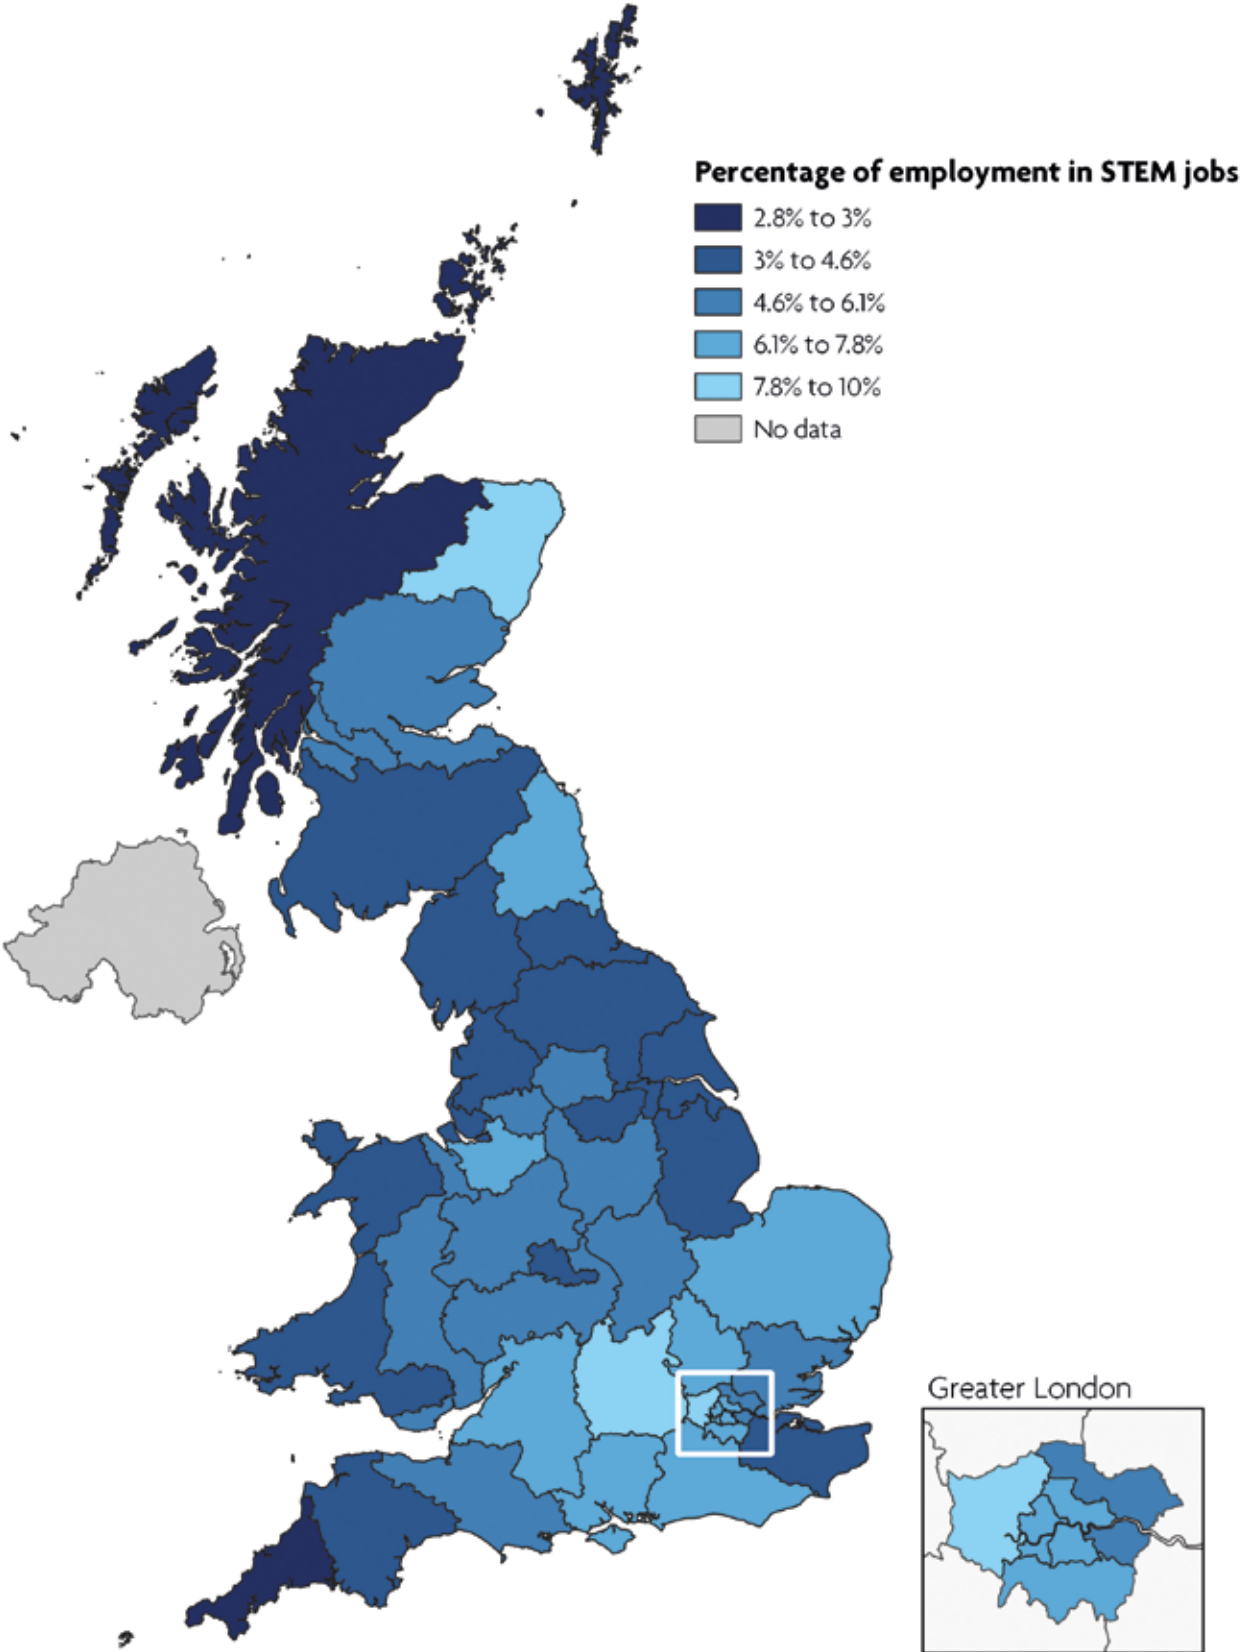 Percentage of employment in STEM jobs
2.8% to 3%
3% to 4.6%
4.6% to 6.1%
6.1% to 7.8%
7.8% to 10%
No data
Greater London